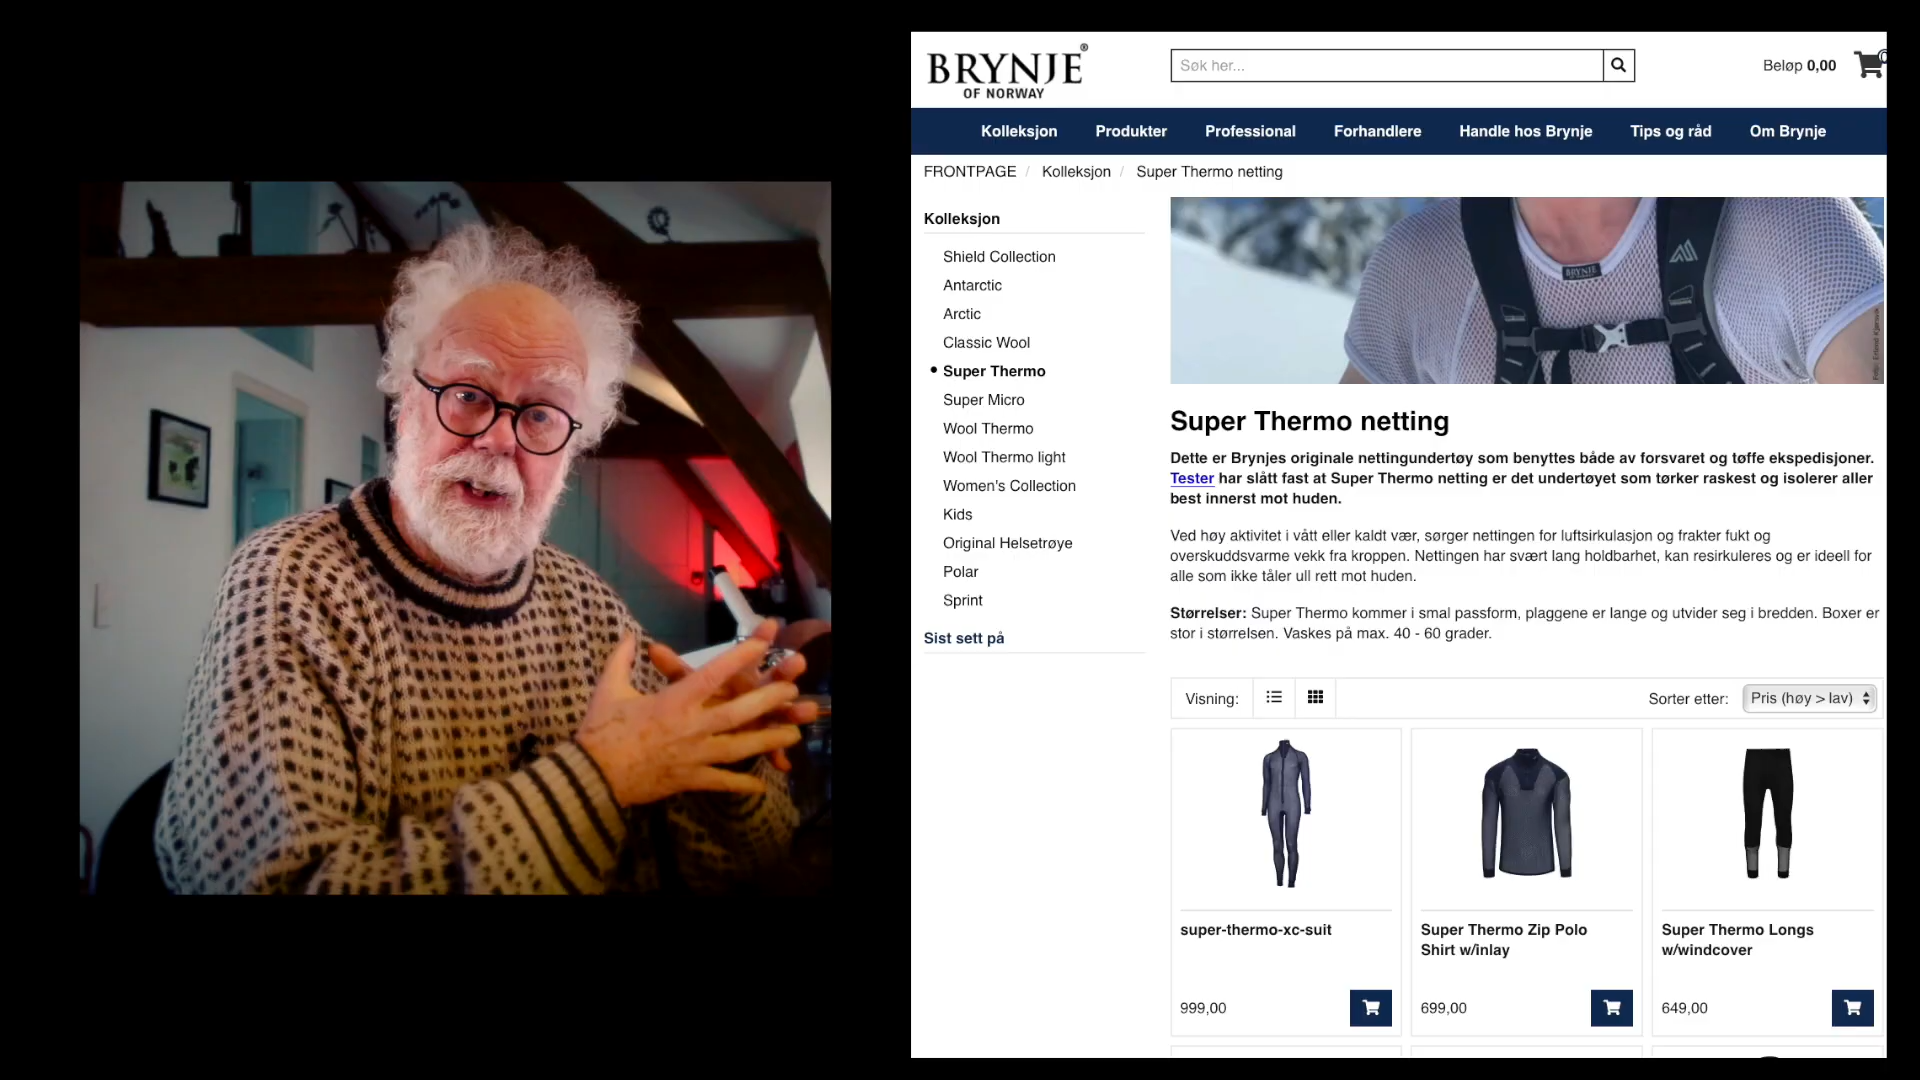 BRYNJE®
OF NORWAY
Søk her...
Beløp 0,00
Kolleksjon Produkter Professional Forhandlere Handle hos Brynje Tips og råd Om Brynje
FRONTPAGE / Kolleksjon / Super Thermo netting
Kolleksjon
Shield Collection
Antarctic
Arctic
Classic Wool
• Super Thermo
Super Micro
Wool Thermo
Wool Thermo light
Women's Collection
Kids
Original Helsetrøye
Polar
Sprint
Sist sett på
BRYNJE
Super Thermo netting
Dette er Brynjes originale nettingundertøy som benyttes både av forsvaret og tøffe ekspedisjoner.
Tester har slått fast at Super Thermo netting er det undertøyet som tørker raskest og isolerer aller
best innerst mot huden.
Ved høy aktivitet i vått eller kaldt vær, sørger nettingen for luftsirkulasjon og frakter fukt og
overskuddsvarme vekk fra kroppen. Nettingen har svært lang holdbarhet, kan resirkuleres og er ideell for
alle som ikke tåler ull rett mot huden.
Størrelser: Super Thermo kommer i smal passform, plaggene er lange og utvider seg i bredden. Boxer er
stor i størrelsen. Vaskes på max. 40 - 60 grader.
Visning:
Sorter etter: Pris (høy > lav)
super-thermo-xc-suit
999,00
Super Thermo Zip Polo
Shirt w/inlay
699,00
Super Thermo Longs
w/windcover
649,00